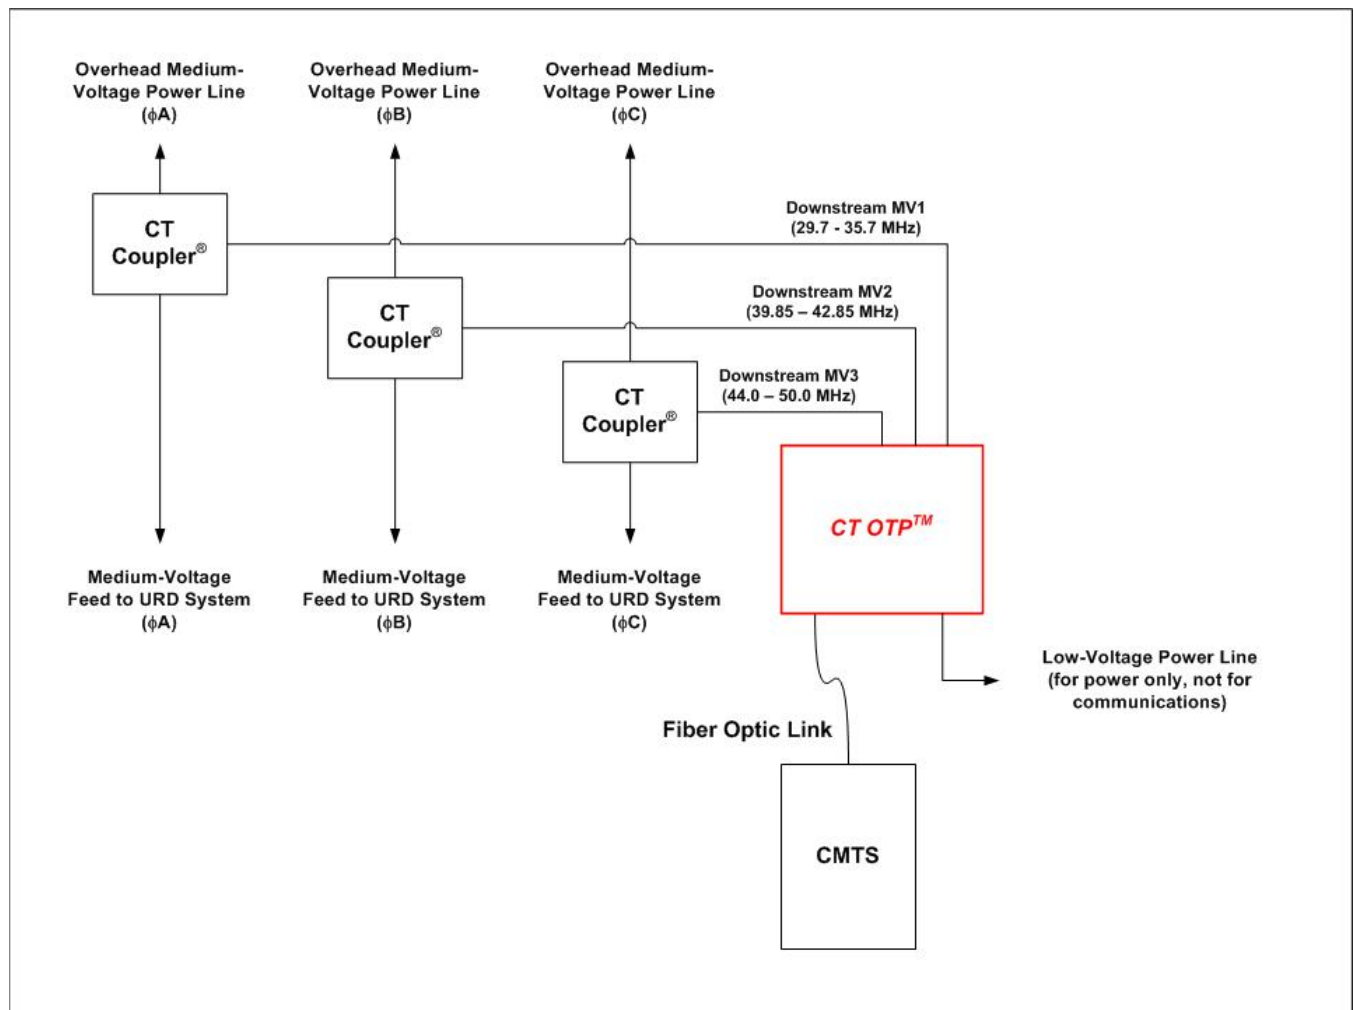 Overhead Medium-
Voltage Power Line
(ϕA)
Overhead Medium-
Voltage Power Line
(ϕB)
Overhead Medium-
Voltage Power Line
(ϕC)
CT
Coupler®
Downstream MV1
(29.7 - 35.7 MHz)
CT
Coupler®
Downstream MV2
(39.85 – 42.85 MHz)
CT
Coupler®
Downstream MV3
(44.0 – 50.0 MHz)
CT OTP™
Medium-Voltage
Feed to URD System
(ϕA)
Medium-Voltage
Feed to URD System
(ϕB)
Medium-Voltage
Feed to URD System
(ϕC)
Low-Voltage Power Line
(for power only, not for
communications)
Fiber Optic Link
CMTS